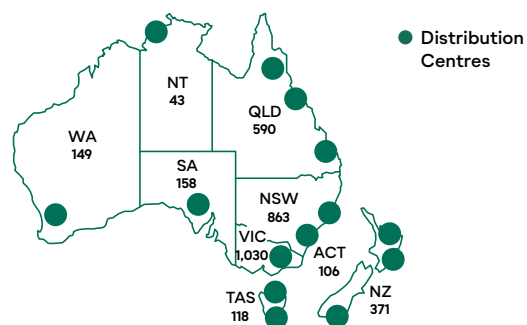 Distribution
Centres
NT
43
QLD
590
WA
149
SA
158
NSW
863
VIC
1,030
ACT
106
TAS
118
NZ
371